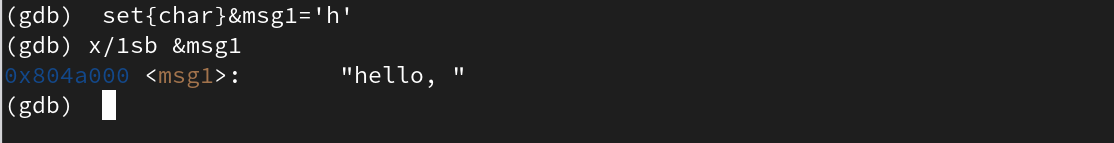 (gdb)  set{char}&msg1='h'
(gdb) x/1sb &msg1
0x804a000 <msg1>:       "hello, "
(gdb)